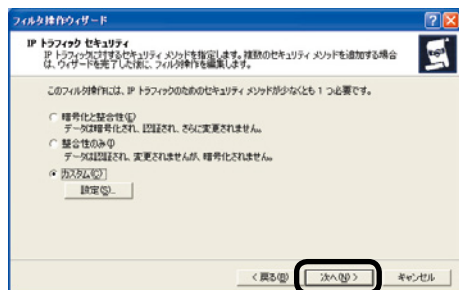 フィルタ操作ウィザード
IP トラフィック セキュリティ
IP トラフィックに対するセキュリティ メソッドを指定します。複数のセキュリティ メソッドを追加する場合
は、ウィザードを完了した後に、フィルタ操作を編集します。
このフィルタ操作には、IP トラフィックのためのセキュリティ メソッドが少なくとも 1 つ必要です。
暗号化と整合性(E)
データは暗号化され、認証され、さらに変更されません。
整合性のみ(I)
データは認証され、変更されませんが、暗号化されません。
カスタム(C)
設定(S)...
< 戻る(B)
次へ(N) >
キャンセル